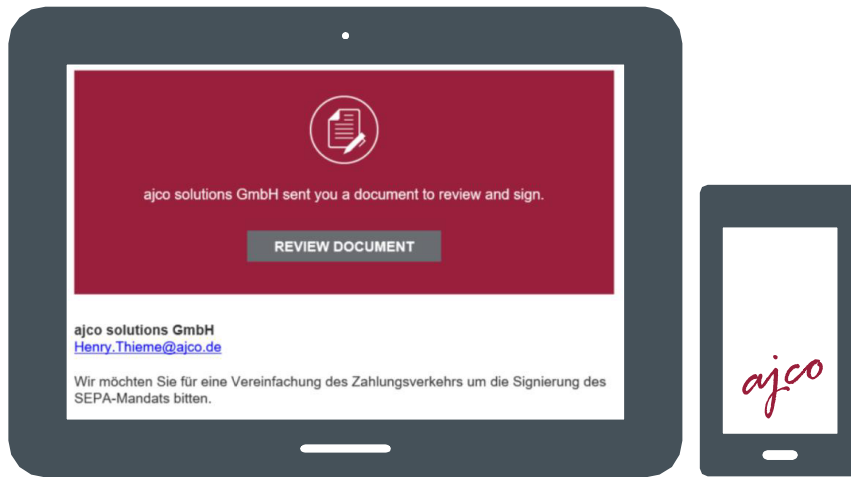 ajco solutions GmbH sent you a document to review and sign.
REVIEW DOCUMENT
ajco solutions GmbH
Henry.Thieme@ajco.de
Wir möchten Sie für eine Vereinfachung des Zahlungsverkehrs um die Signierung des
SEPA-Mandats bitten.
ajco